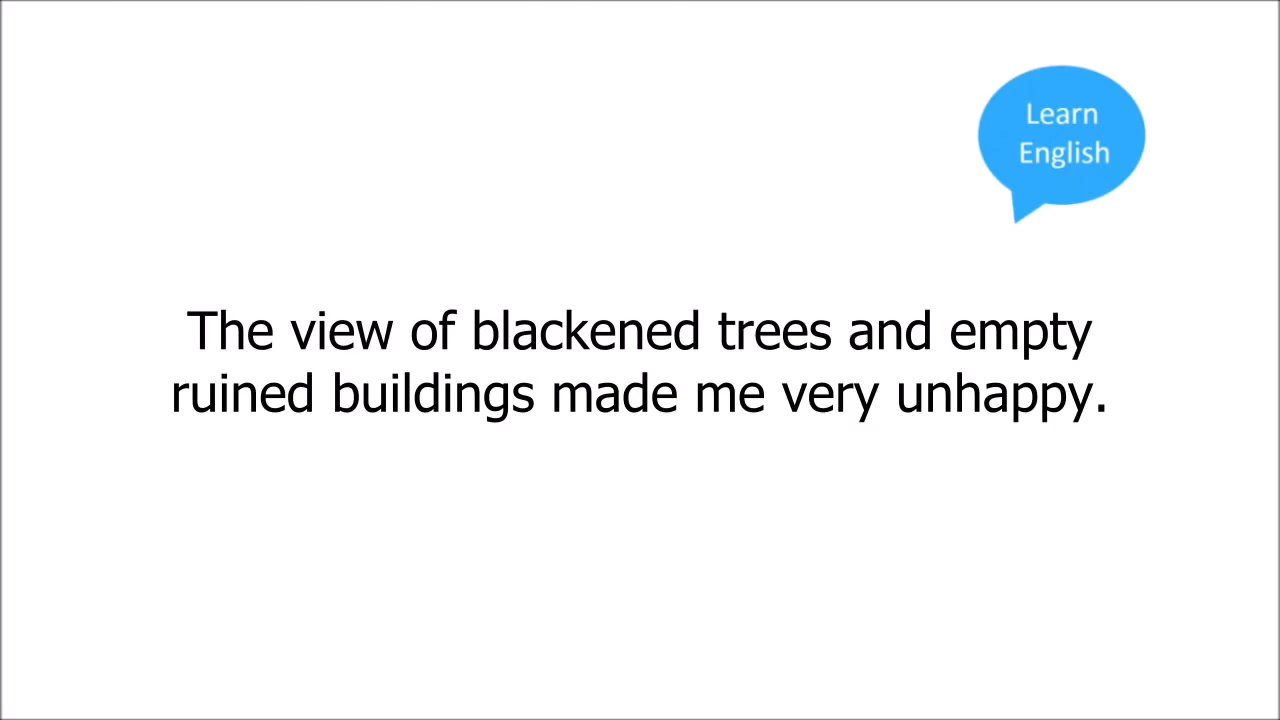 Learn
English
The view of blackened trees and empty
ruined buildings made me very unhappy.